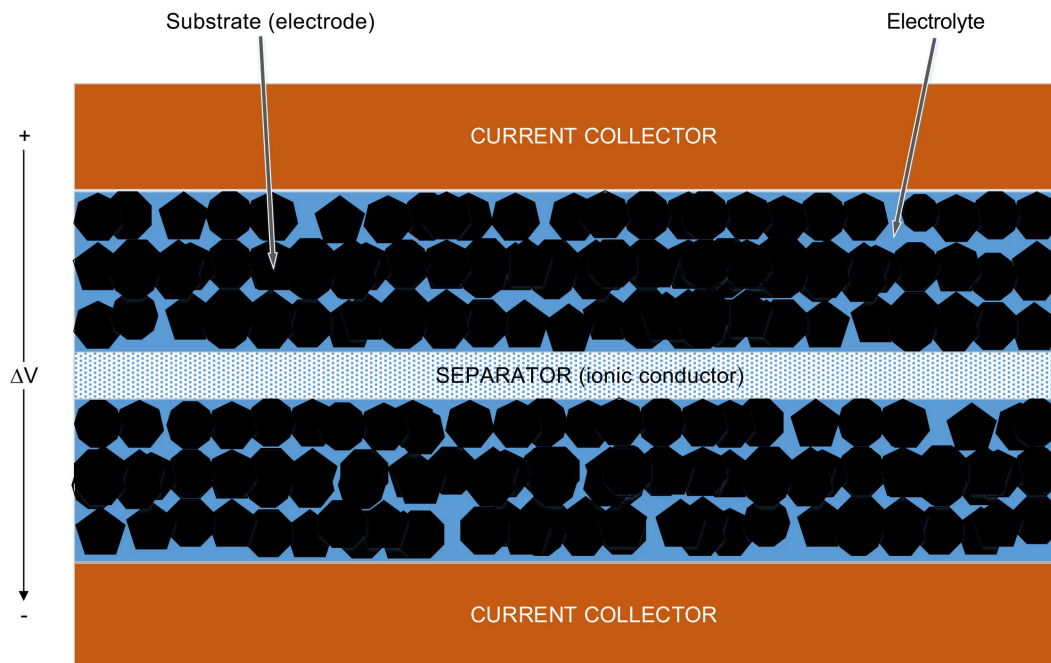 Substrate (electrode)
Electrolyte
+
CURRENT COLLECTOR
ΔV
SEPARATOR (ionic conductor)
-
CURRENT COLLECTOR